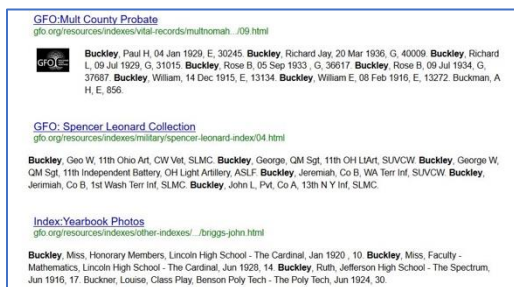 GFO:Mult County Probate
gfo.org/resources/indexes/vital-records/multnomah.../09.html
Buckley, Paul H, 04 Jan 1929, E, 30245. Buckley, Richard Jay, 20 Mar 1936, G, 40009. Buckley, Richard
L, 09 Jul 1929, G, 31015. Buckley, Rose B, 05 Sep 1933 , G, 36617. Buckley, Rose B, 09 Jul 1934, G,
37687. Buckley, William, 14 Dec 1915, E, 13134. Buckley, William E, 08 Feb 1916, E, 13272. Buckman, A
H, E, 856.
GFO
GFO: Spencer Leonard Collection
gfo.org/resources/indexes/military/spencer-leonard-index/04.html
Buckley, Geo W, 11th Ohio Art, CW Vet, SLMC. Buckley, George, QM Sgt, 11th OH LtArt, SUVCW. Buckley, George W,
QM Sgt, 11th Independent Battery, OH Light Artillery, ASLF. Buckley, Jeremiah, Co B, WA Terr Inf, SUVCW. Buckley,
Jerimiah, Co B, 1st Wash Terr Inf, SLMC. Buckley, John L, Pvt, Co A, 13th N Y Inf, SLMC.
Index:Yearbook Photos
gfo.org/resources/indexes/other-indexes/.../briggs-john.html
Buckley, Miss, Honorary Members, Lincoln High School - The Cardinal, Jan 1920 , 10. Buckley, Miss, Faculty -
Mathematics, Lincoln High School - The Cardinal, Jun 1928, 14. Buckley, Ruth, Jefferson High School - The Spectrum,
Jun 1916, 17. Buckner, Louise, Class Play, Benson Poly Tech - The Poly Tech, Jun 1924, 30.